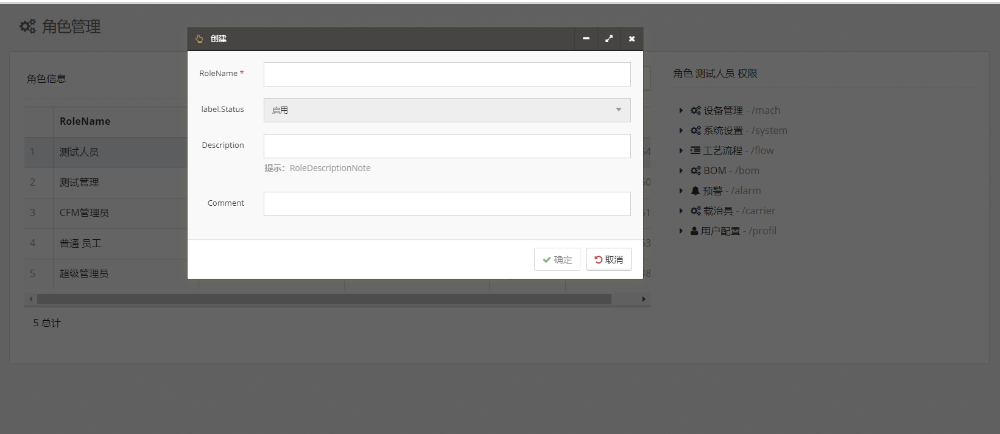 角色管理
创建
RoleName *
label.Status
启用
Description
提示：RoleDescriptionNote
Comment
确定
取消
角色信息
RoleName
1 测试人员
2 测试管理
3 CFM管理员
4 普通 员工
5 超级管理员
5 总计
角色 测试人员 权限
设备管理 - /mach
系统设置 - /system
工艺流程 - /flow
BOM - /bom
预警 - /alarm
载治具 - /carrier
用户配置 - /profil